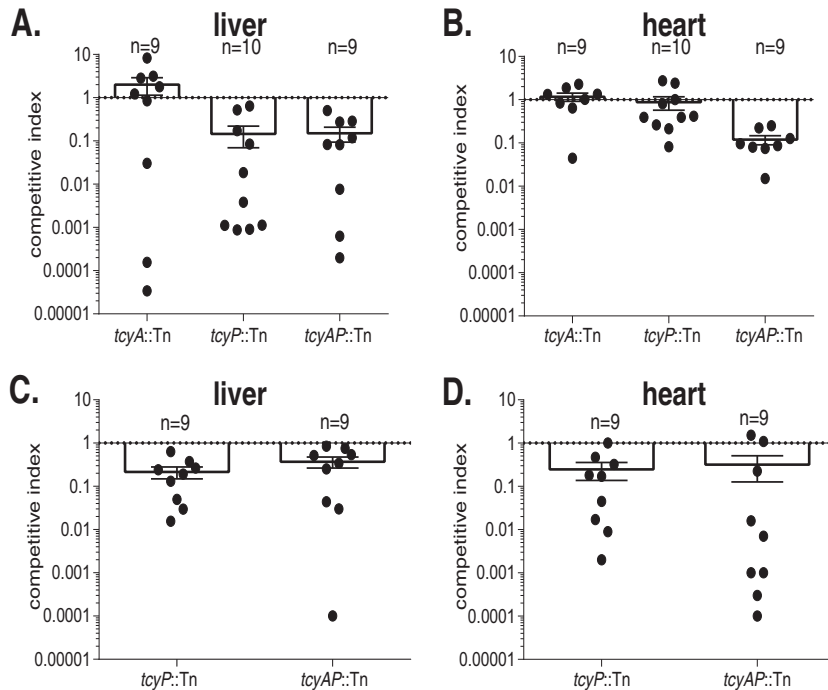 A. liver
n=9 n=10 n=9
competitive index
10
1
0.1
0.01
0.001
0.0001
0.00001
tcyA::Tn tcyP::Tn tcyAP::Tn
B. heart
n=9 n=10 n=9
competitive index
10
1
0.1
0.01
0.001
0.0001
0.00001
tcyA::Tn tcyP::Tn tcyAP::Tn
C. liver
n=9 n=9
competitive index
10
1
0.1
0.01
0.001
0.0001
0.00001
tcyP::Tn tcyAP::Tn
D. heart
n=9 n=9
competitive index
10
1
0.1
0.01
0.001
0.0001
0.00001
tcyP::Tn tcyAP::Tn